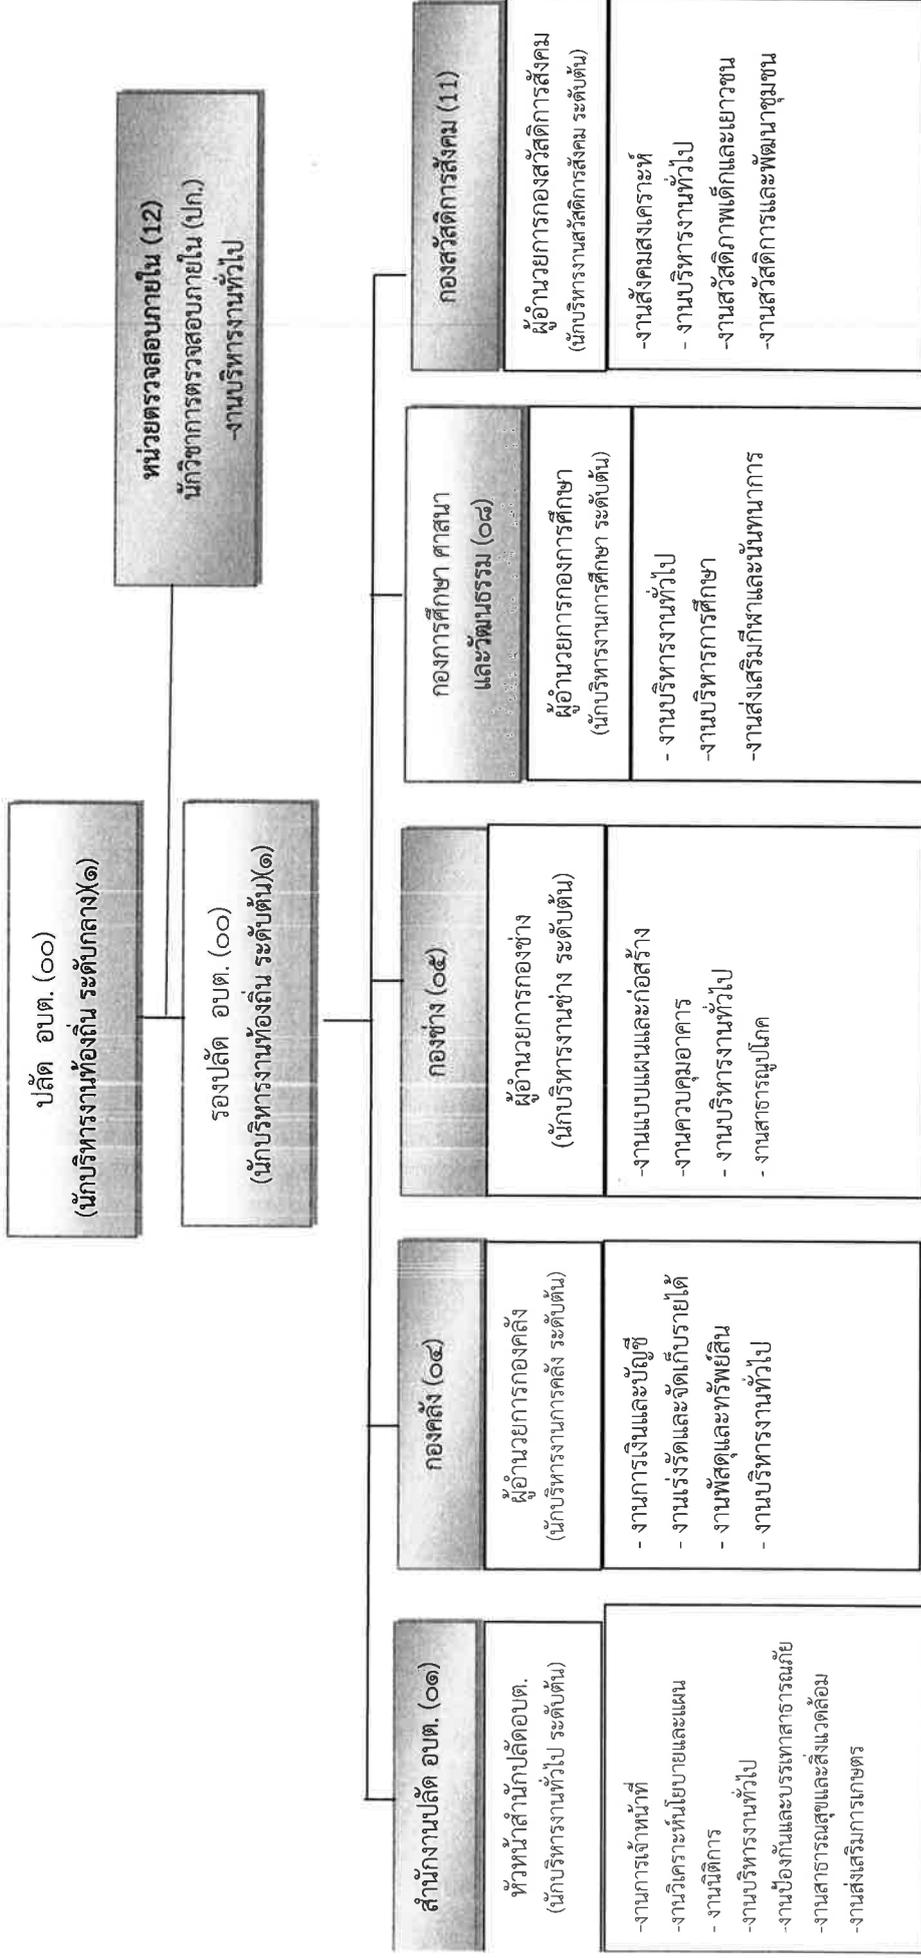 ปลัด อบต. (๐๐)
(นักบริหารงานท้องถิ่น ระดับกลาง)(๑)
หน่วยตรวจสอบภายใน (12)
นักวิชาการตรวจสอบภายใน (ปก.)
-งานบริหารงานทั่วไป
รองปลัด อบต. (๐๐)
(นักบริหารงานท้องถิ่น ระดับต้น)(๑)
สำนักงานปลัด อบต. (๐๑)
หัวหน้าสำนักปลัดอบต.
(นักบริหารงานทั่วไป ระดับต้น)
-งานการเจ้าหน้าที่
-งานวิเคราะห์นโยบายและแผน
- งานนิติการ
-งานบริหารงานทั่วไป
-งานป้องกันและบรรเทาสาธารณภัย
-งานสาธารณสุขและสิ่งแวดล้อม
-งานส่งเสริมการเกษตร
กองคลัง (๐๔)
ผู้อำนวยการกองคลัง
(นักบริหารงานการคลัง ระดับต้น)
- งานการเงินและบัญชี
- งานเร่งรัดและจัดเก็บรายได้
- งานพัสดุและทรัพย์สิน
- งานบริหารงานทั่วไป
กองช่าง (๐๕)
ผู้อำนวยการกองช่าง
(นักบริหารงานช่าง ระดับต้น)
-งานแบบแผนและก่อสร้าง
-งานควบคุมอาคาร
- งานบริหารงานทั่วไป
- งานสาธารณูปโภค
กองการศึกษา ศาสนา
และวัฒนธรรม (๐๘)
ผู้อำนวยการกองการศึกษา
(นักบริหารงานการศึกษา ระดับต้น)
- งานบริหารงานทั่วไป
-งานบริหารการศึกษา
-งานส่งเสริมกีฬาและนันทนาการ
กองสวัสดิการสังคม (11)
ผู้อำนวยการกองสวัสดิการสังคม
(นักบริหารงานสวัสดิการสังคม ระดับต้น)
-งานสังคมสงเคราะห์
- งานบริหารงานทั่วไป
-งานสวัสดิภาพเด็กและเยาวชน
-งานสวัสดิการและพัฒนาชุมชน